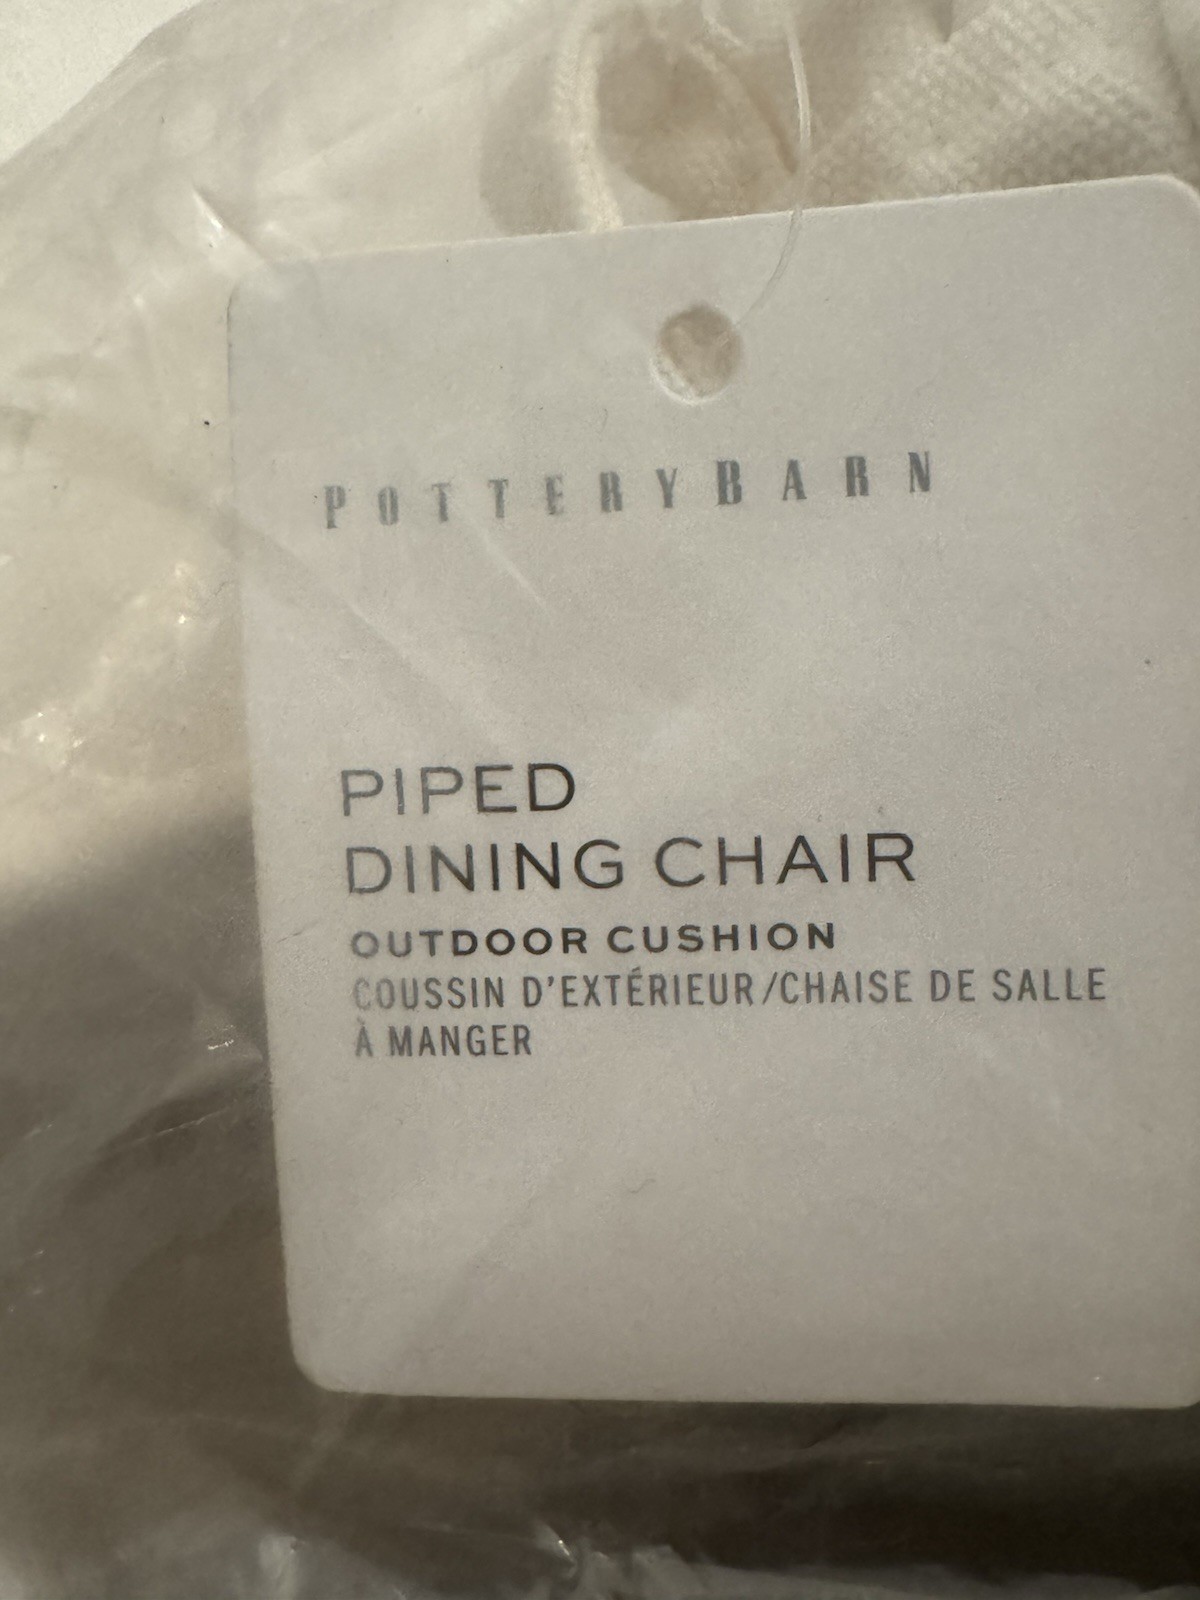 POTTERYBARN
PIPED
DINING CHAIR
OUTDOOR CUSHION
COUSSIN D'EXTÉRIEUR/CHAISE DE SALLE
À MANGER